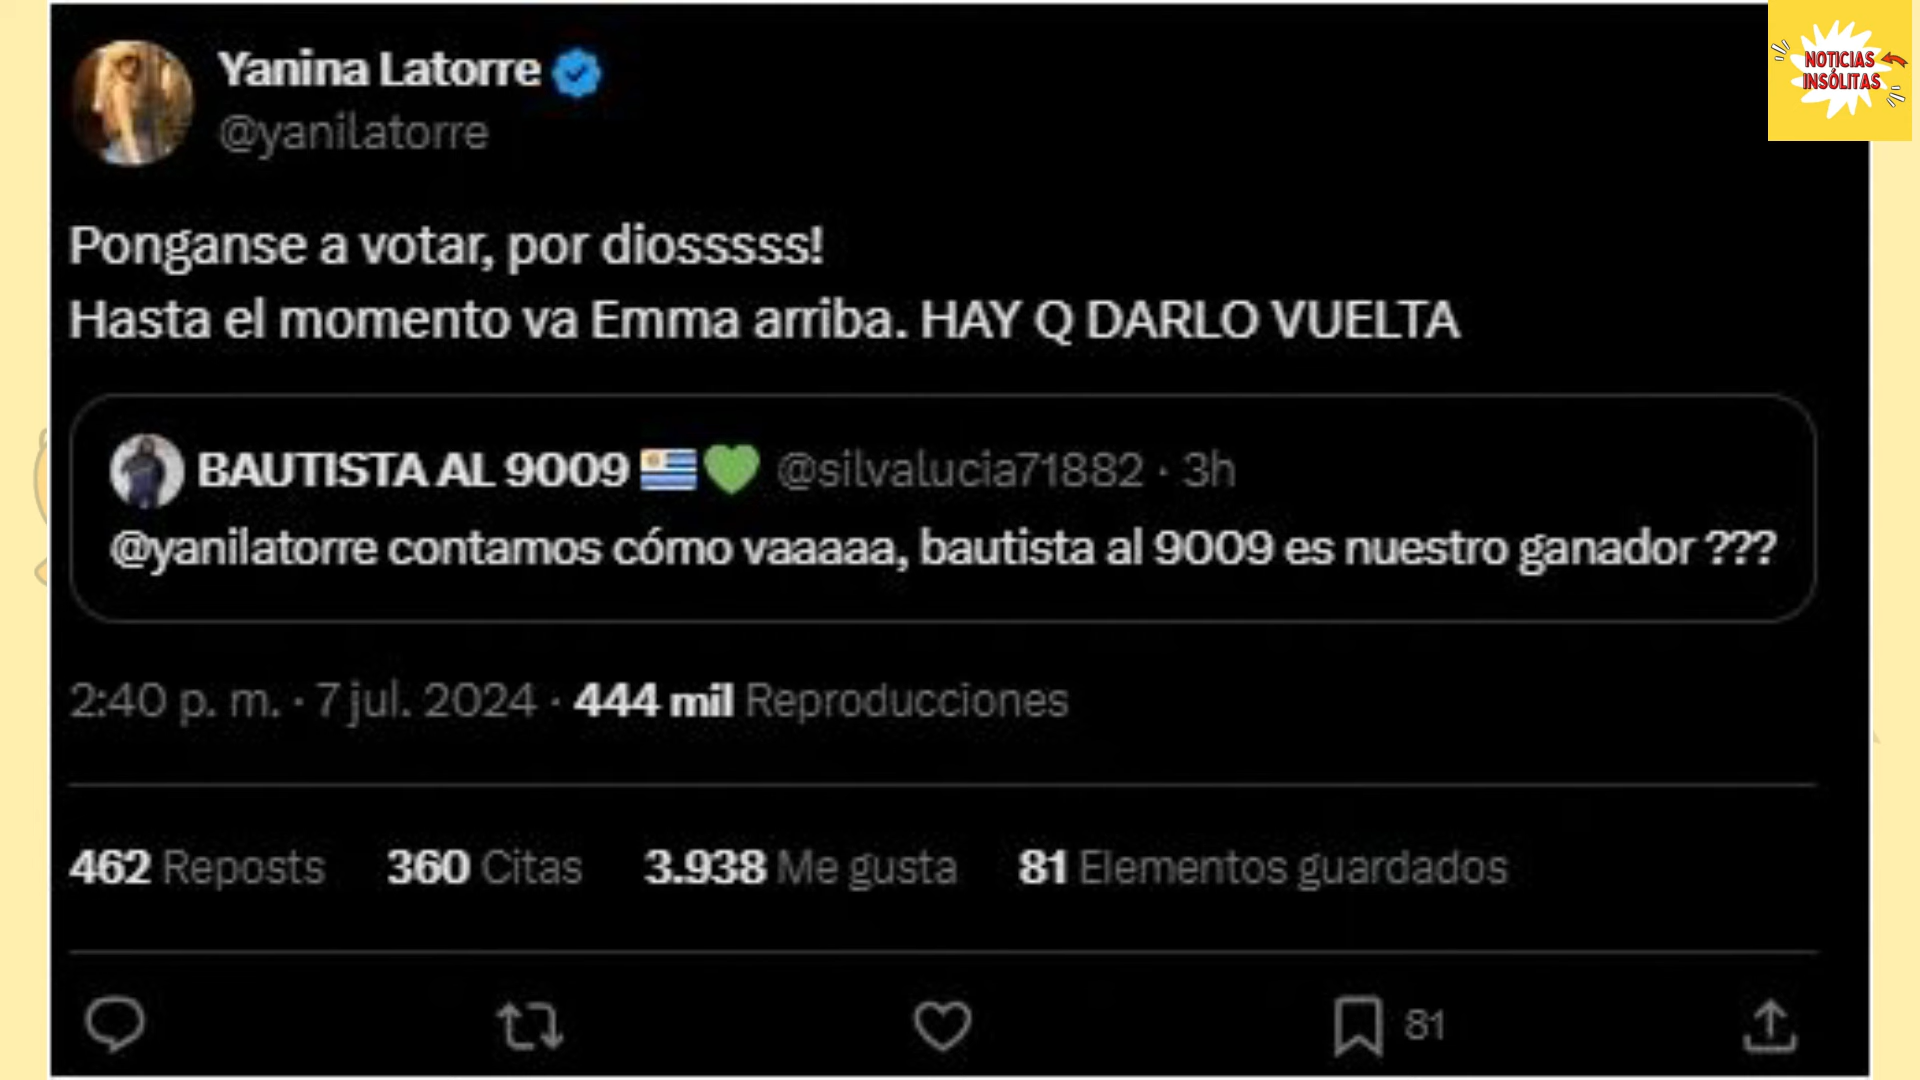 NOTICIAS
INSÓLITAS
Yanina Latorre
@yanilatorre
Ponganse a votar, por diosssss!
Hasta el momento va Emma arriba. HAY Q DARLO VUELTA
BAUTISTA AL 9009 🇺🇾💚 @silvalucia71882 · 3h
@yanilatorre contamos cómo vaaaaa, bautista al 9009 es nuestro ganador ???
2:40 p. m. · 7 jul. 2024 · 444 mil Reproducciones
462 Reposts 360 Citas 3.938 Me gusta 81 Elementos guardados
81